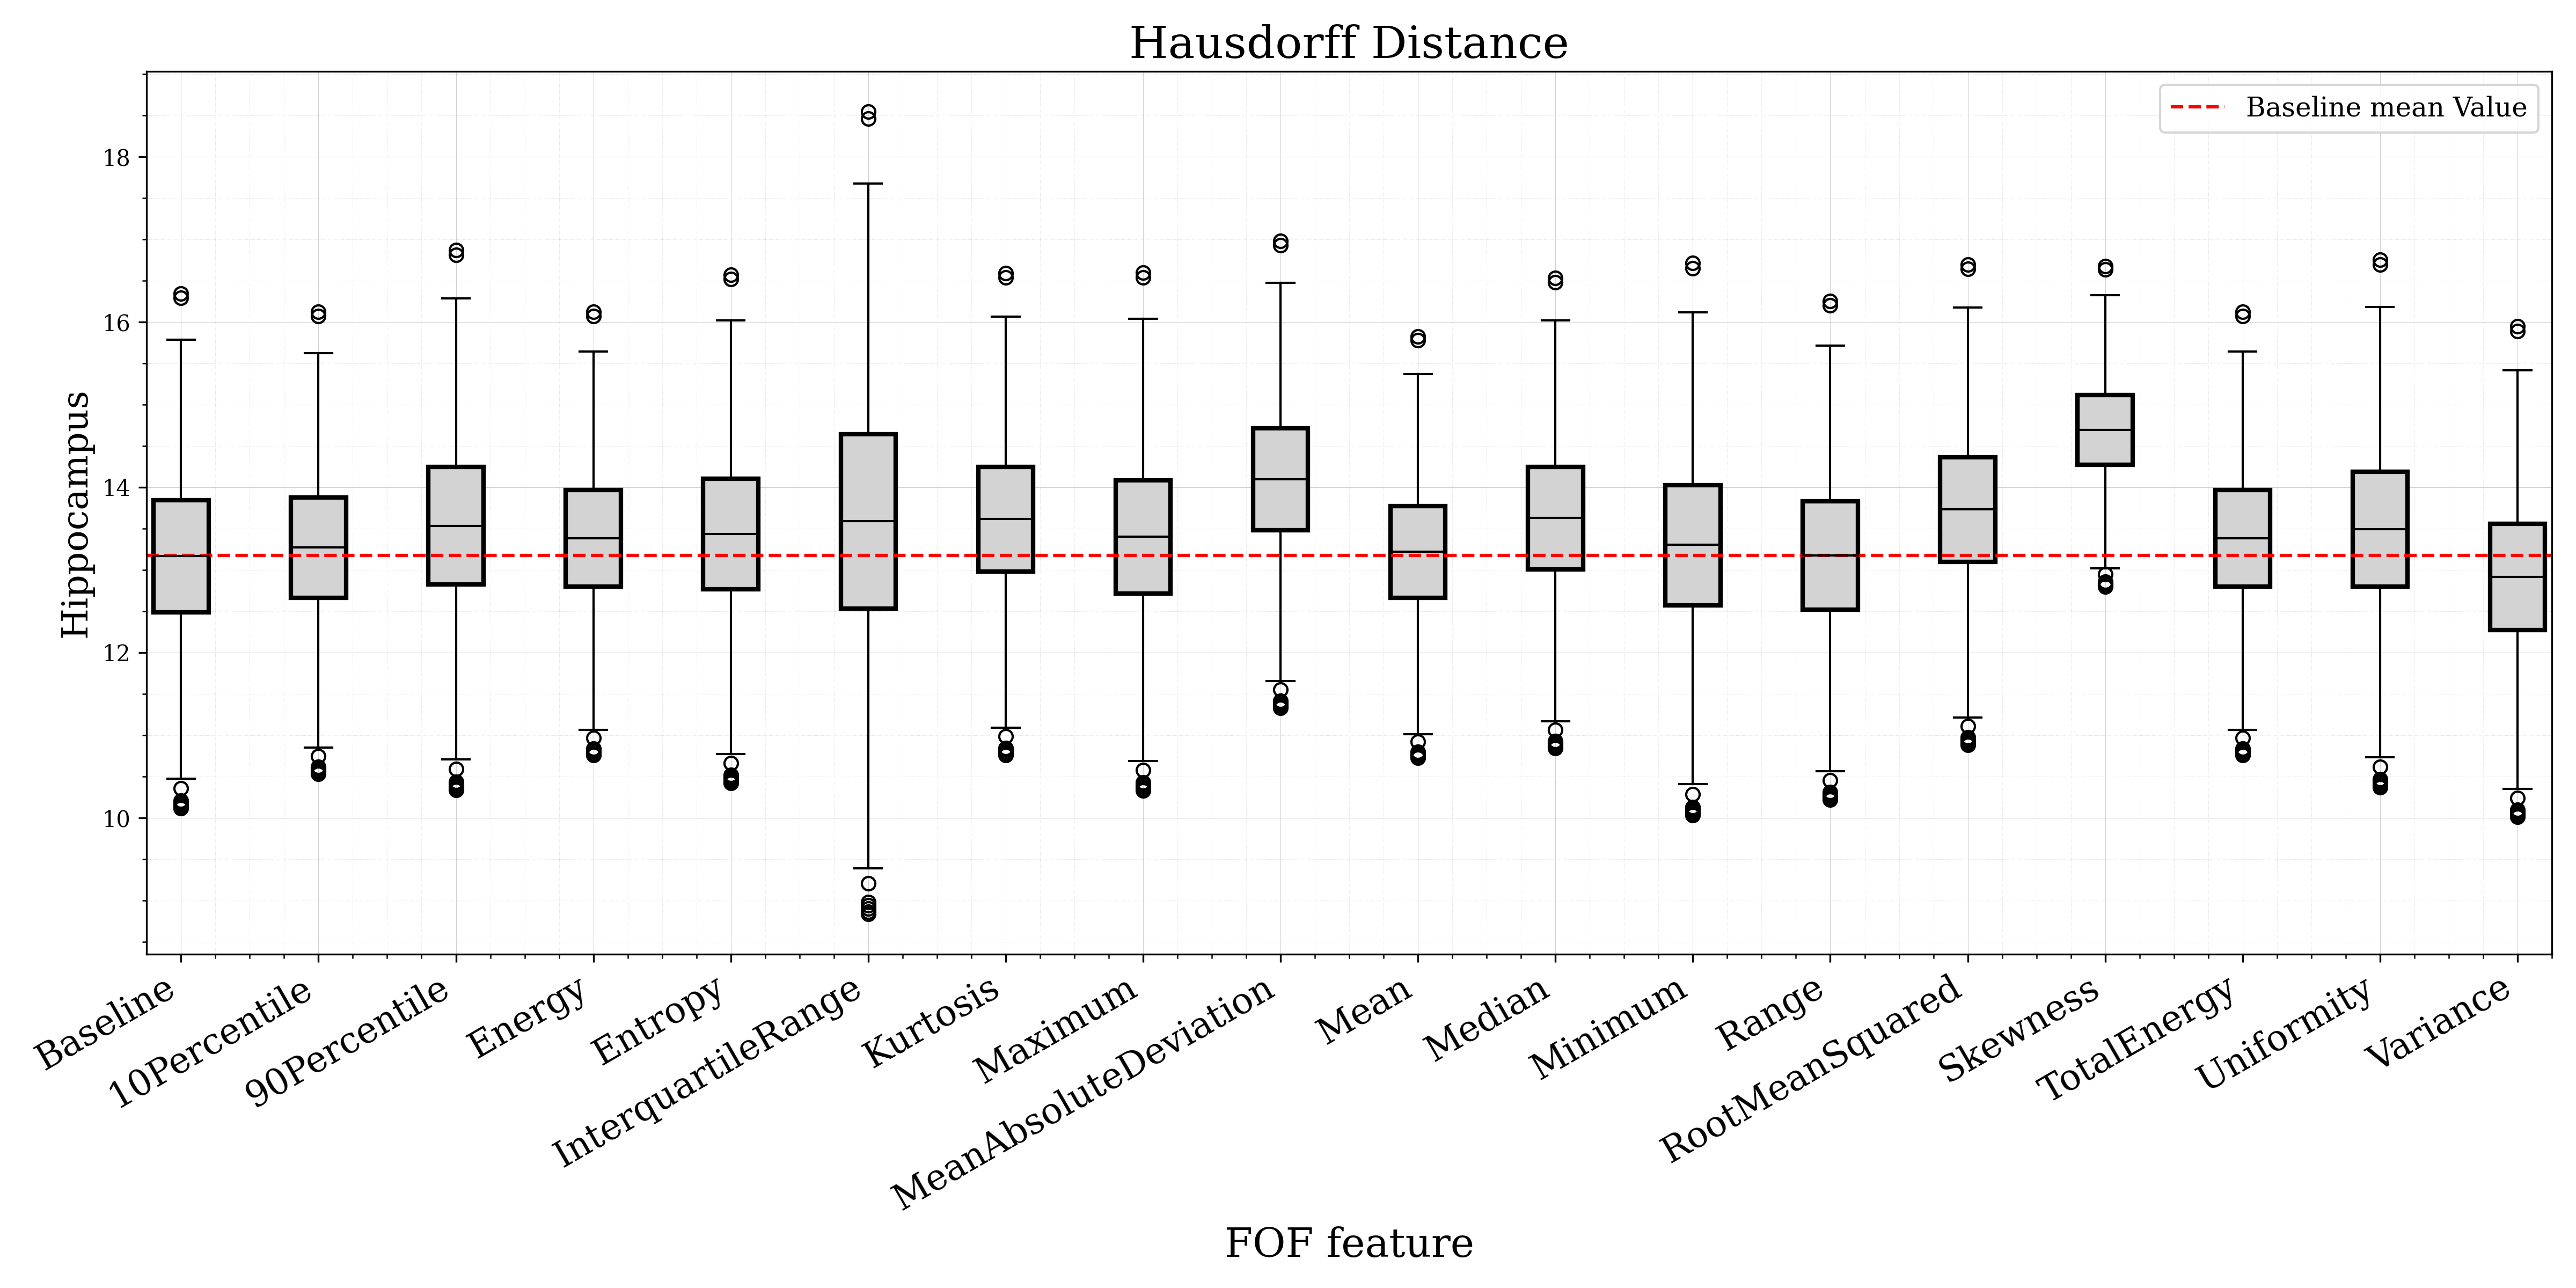 Hausdorff Distance
Baseline mean Value
Hippocampus
18
16
14
12
10
Baseline
10Percentile
90Percentile
Energy
Entropy
InterquartileRange
Kurtosis
Maximum
MeanAbsoluteDeviation
Mean
Median
Minimum
Range
RootMeanSquared
Skewness
TotalEnergy
Uniformity
Variance
FOF feature